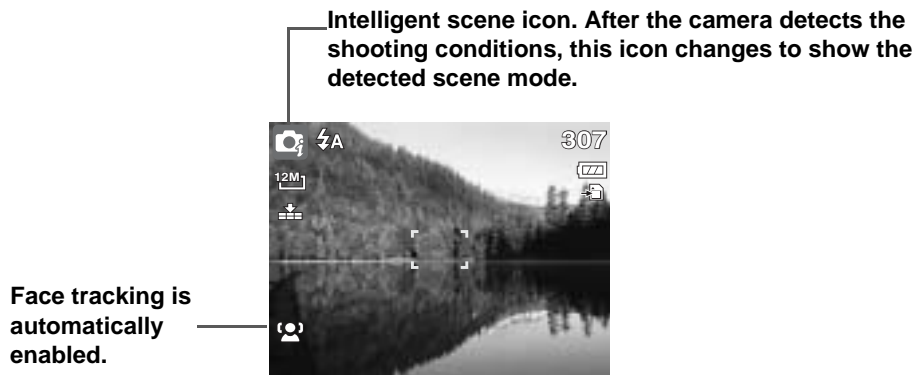 Intelligent scene icon. After the camera detects the
shooting conditions, this icon changes to show the
detected scene mode.
A
307
12M
Face tracking is
automatically
enabled.